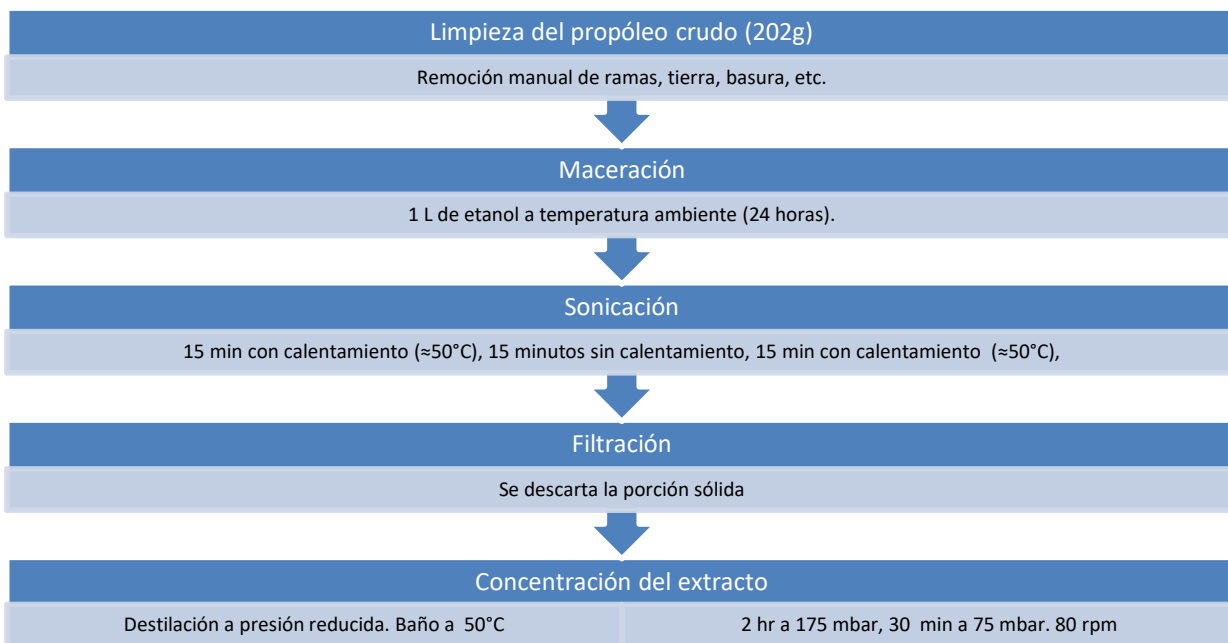 Limpieza del propóleo crudo (202g)
Remoción manual de ramas, tierra, basura, etc.
Maceración
1 L de etanol a temperatura ambiente (24 horas).
Sonicación
15 min con calentamiento (≈50°C), 15 minutos sin calentamiento, 15 min con calentamiento (≈50°C),
Filtración
Se descarta la porción sólida
Concentración del extracto
Destilación a presión reducida. Baño a 50°C
2 hr a 175 mbar, 30 min a 75 mbar. 80 rpm